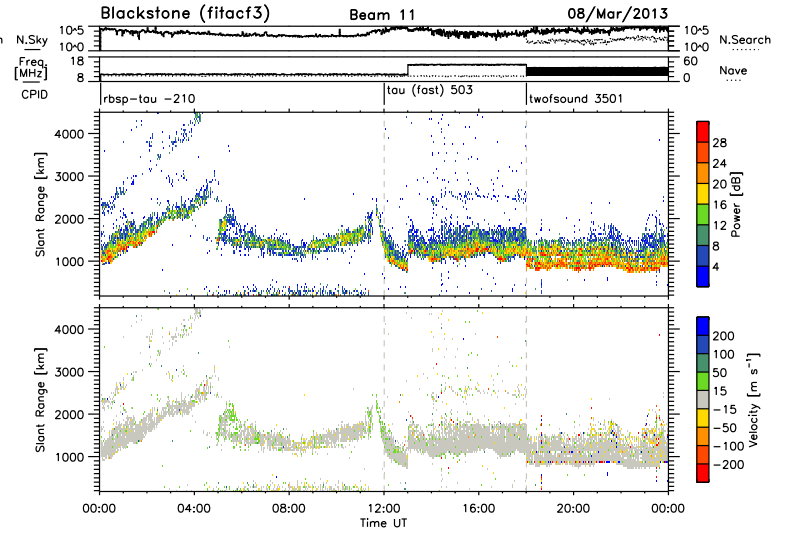 Blackstone (fitacf3) Beam 11 08/Mar/2013
n N.Sky 10^5 10^0 10^5 10^0 N.Search
Freq. [MHz] 18 8 60 0 Nave
CPID rbsp-tau -210 tau (fast) 503 twofsound 3501
Slant Range [km]
4000
3000
2000
1000
28
24
20
16
12
8
4
Power [dB]
Slant Range [km]
4000
3000
2000
1000
200
100
50
15
-15
-50
-100
-200
Velocity [m s⁻¹]
00:00 04:00 08:00 12:00 16:00 20:00 00:00
Time UT